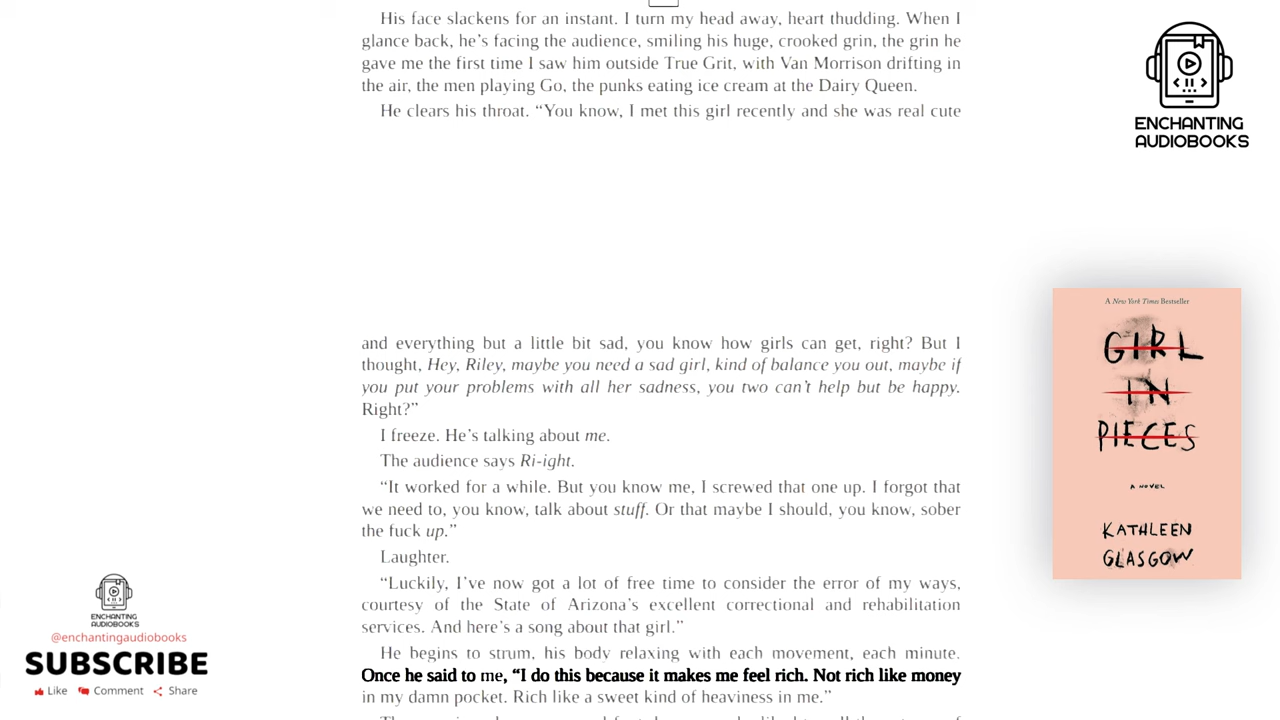 His face slackens for an instant. I turn my head away, heart thudding. When I
glance back, he's facing the audience, smiling his huge, crooked grin, the grin he
gave me the first time I saw him outside True Grit, with Van Morrison drifting in
the air, the men playing Go, the punks eating ice cream at the Dairy Queen.
He clears his throat. “You know, I met this girl recently and she was real cute
and everything but a little bit sad, you know how girls can get, right? But I
thought, Hey, Riley, maybe you need a sad girl, kind of balance you out, maybe if
you put your problems with all her sadness, you two can't help but be happy.
Right?”
I freeze. He's talking about me.
The audience says Ri-ight.
“It worked for a while. But you know me, I screwed that one up. I forgot that
we need to, you know, talk about stuff. Or that maybe I should, you know, sober
the fuck up.”
Laughter.
“Luckily, I've now got a lot of free time to consider the error of my ways,
courtesy of the State of Arizona's excellent correctional and rehabilitation
services. And here's a song about that girl.”
He begins to strum, his body relaxing with each movement, each minute.
Once he said to me, “I do this because it makes me feel rich. Not rich like money
in my damn pocket. Rich like a sweet kind of heaviness in me.”
ENCHANTING
AUDIOBOOKS
A New York Times Bestseller
GIRL
IN
PIECES
A NOVEL
KATHLEEN
GLASGOW
ENCHANTING
AUDIOBOOKS
@enchantingaudiobooks
SUBSCRIBE
Like Comment Share